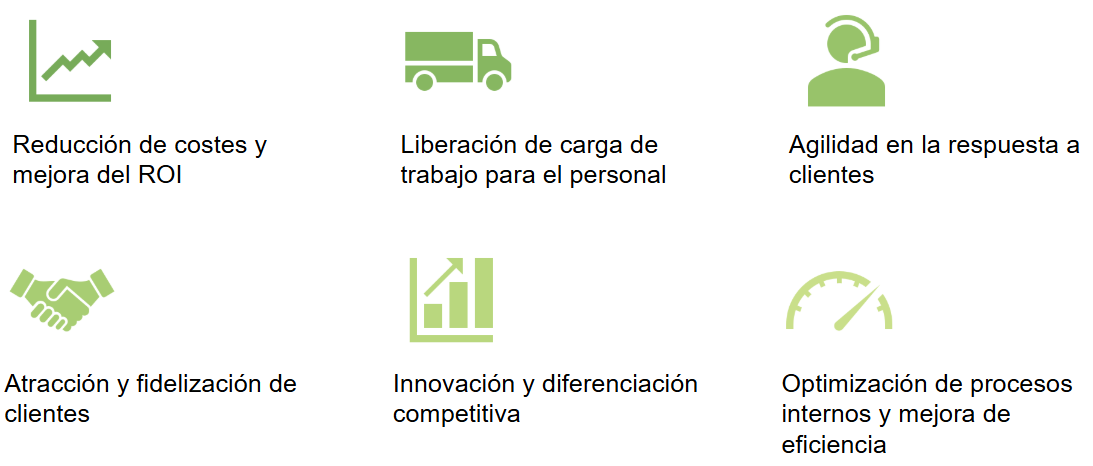 Reducción de costes y
mejora del ROI
Liberación de carga de
trabajo para el personal
Agilidad en la respuesta a
clientes
Atracción y fidelización de
clientes
Innovación y diferenciación
competitiva
Optimización de procesos
internos y mejora de
eficiencia